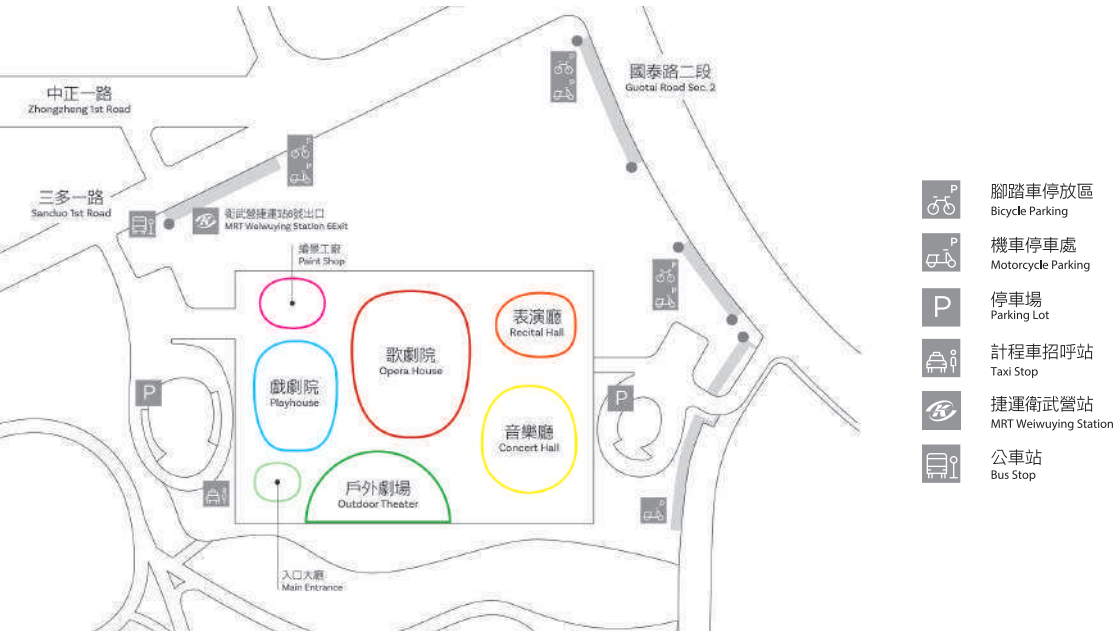 中正一路
Zhongzheng 1st Road
國泰路二段
Guotai Road Sec. 2
三多一路
Sanduo 1st Road
衛武營捷運站6號出口
MRT Weiwuying Station 6Exit
繪景工廠
Paint Shop
表演廳
Recital Hall
歌劇院
Opera House
戲劇院
Playhouse
音樂廳
Concert Hall
戶外劇場
Outdoor Theater
入口大廳
Main Entrance
P
P
P
腳踏車停放區
Bicycle Parking
P
機車停車處
Motorcycle Parking
P
停車場
Parking Lot
計程車招呼站
Taxi Stop
捷運衛武營站
MRT Weiwuying Station
公車站
Bus Stop